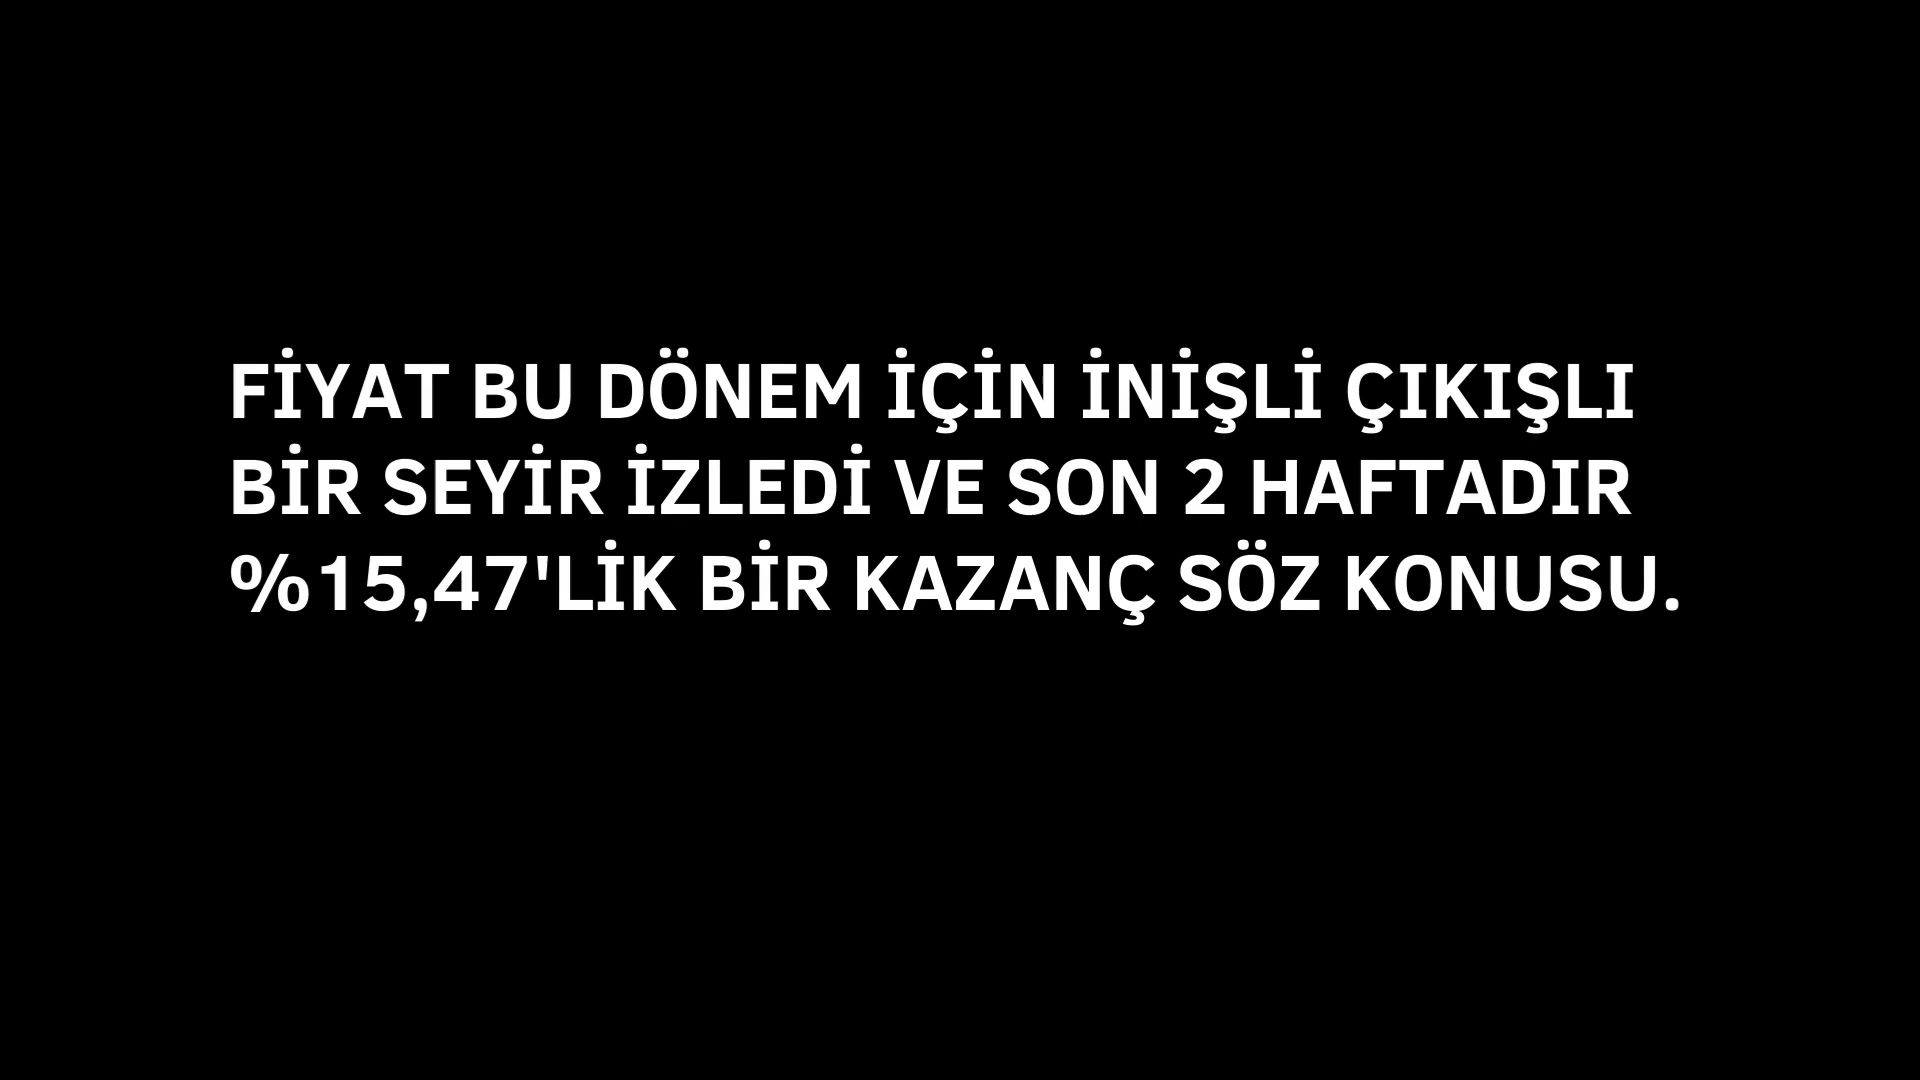 FİYAT BU DÖNEM İÇİN İNİŞLİ ÇIKIŞLI
BİR SEYİR İZLEDİ VE SON 2 HAFTADIR
%15,47'LİK BİR KAZANÇ SÖZ KONUSU.